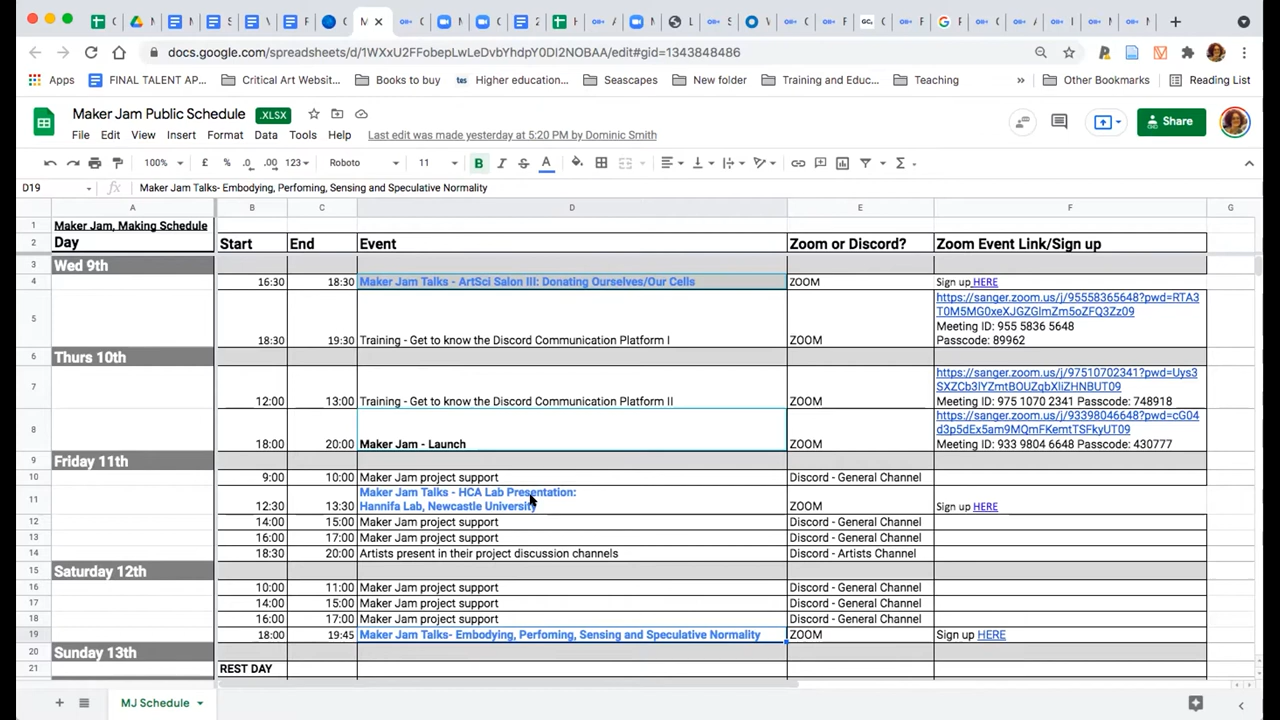 docs.google.com/spreadsheets/d/1WXxU2FFobepLwLeDvbYhdpY0DI2NOBAA/edit#gid=1343848486
Apps FINAL TALENT AP... Critical Art Websit... Books to buy tes Higher education... Seascapes New folder Training and Educ... Teaching » Other Bookmarks Reading List
Maker Jam Public Schedule .XLSX
File Edit View Insert Format Data Tools Help Last edit was made yesterday at 5:20 PM by Dominic Smith
Share
100% £ % .0 .00 123 Roboto 11 B I S A
D19 fx Maker Jam Talks- Embodying, Perfoming, Sensing and Speculative Normality
A B C D E F G
1 Maker Jam, Making Schedule
2 Day Start End Event Zoom or Discord? Zoom Event Link/Sign up
3 Wed 9th
4 16:30 18:30 Maker Jam Talks - ArtSci Salon III: Donating Ourselves/Our Cells ZOOM Sign up HERE
https://sanger.zoom.us/j/95558365648?pwd=RTA3
T0M5MG0xeXJGZGlmZm5oZFQ3Zz09
Meeting ID: 955 5836 5648
5 18:30 19:30 Training - Get to know the Discord Communication Platform I ZOOM Passcode: 89962
6 Thurs 10th
https://sanger.zoom.us/j/97510702341?pwd=Uys3
SXZCb3lYZmtBOUZqbXliZHNBUT09
7 12:00 13:00 Training - Get to know the Discord Communication Platform II ZOOM Meeting ID: 975 1070 2341 Passcode: 748918
https://sanger.zoom.us/j/93398046648?pwd=cG04
d3p5dEx5am9MQmFKemtTSFkyUT09
8 18:00 20:00 Maker Jam - Launch ZOOM Meeting ID: 933 9804 6648 Passcode: 430777
9 Friday 11th
10 9:00 10:00 Maker Jam project support Discord - General Channel
Maker Jam Talks - HCA Lab Presentation:
11 12:30 13:30 Hannifa Lab, Newcastle University ZOOM Sign up HERE
12 14:00 15:00 Maker Jam project support Discord - General Channel
13 16:00 17:00 Maker Jam project support Discord - General Channel
14 18:30 20:00 Artists present in their project discussion channels Discord - Artists Channel
15 Saturday 12th
16 10:00 11:00 Maker Jam project support Discord - General Channel
17 14:00 15:00 Maker Jam project support Discord - General Channel
18 16:00 17:00 Maker Jam project support Discord - General Channel
19 18:00 19:45 Maker Jam Talks- Embodying, Perfoming, Sensing and Speculative Normality ZOOM Sign up HERE
20 Sunday 13th
21 REST DAY
MJ Schedule